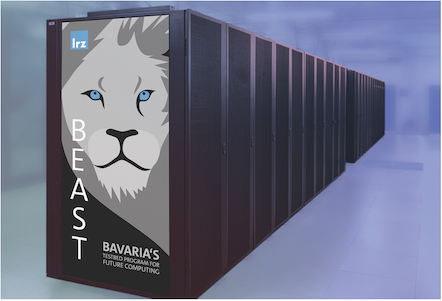 lrz
BEAST
BAVARIA'S
TESTBED PROGRAM FOR
FUTURE COMPUTING